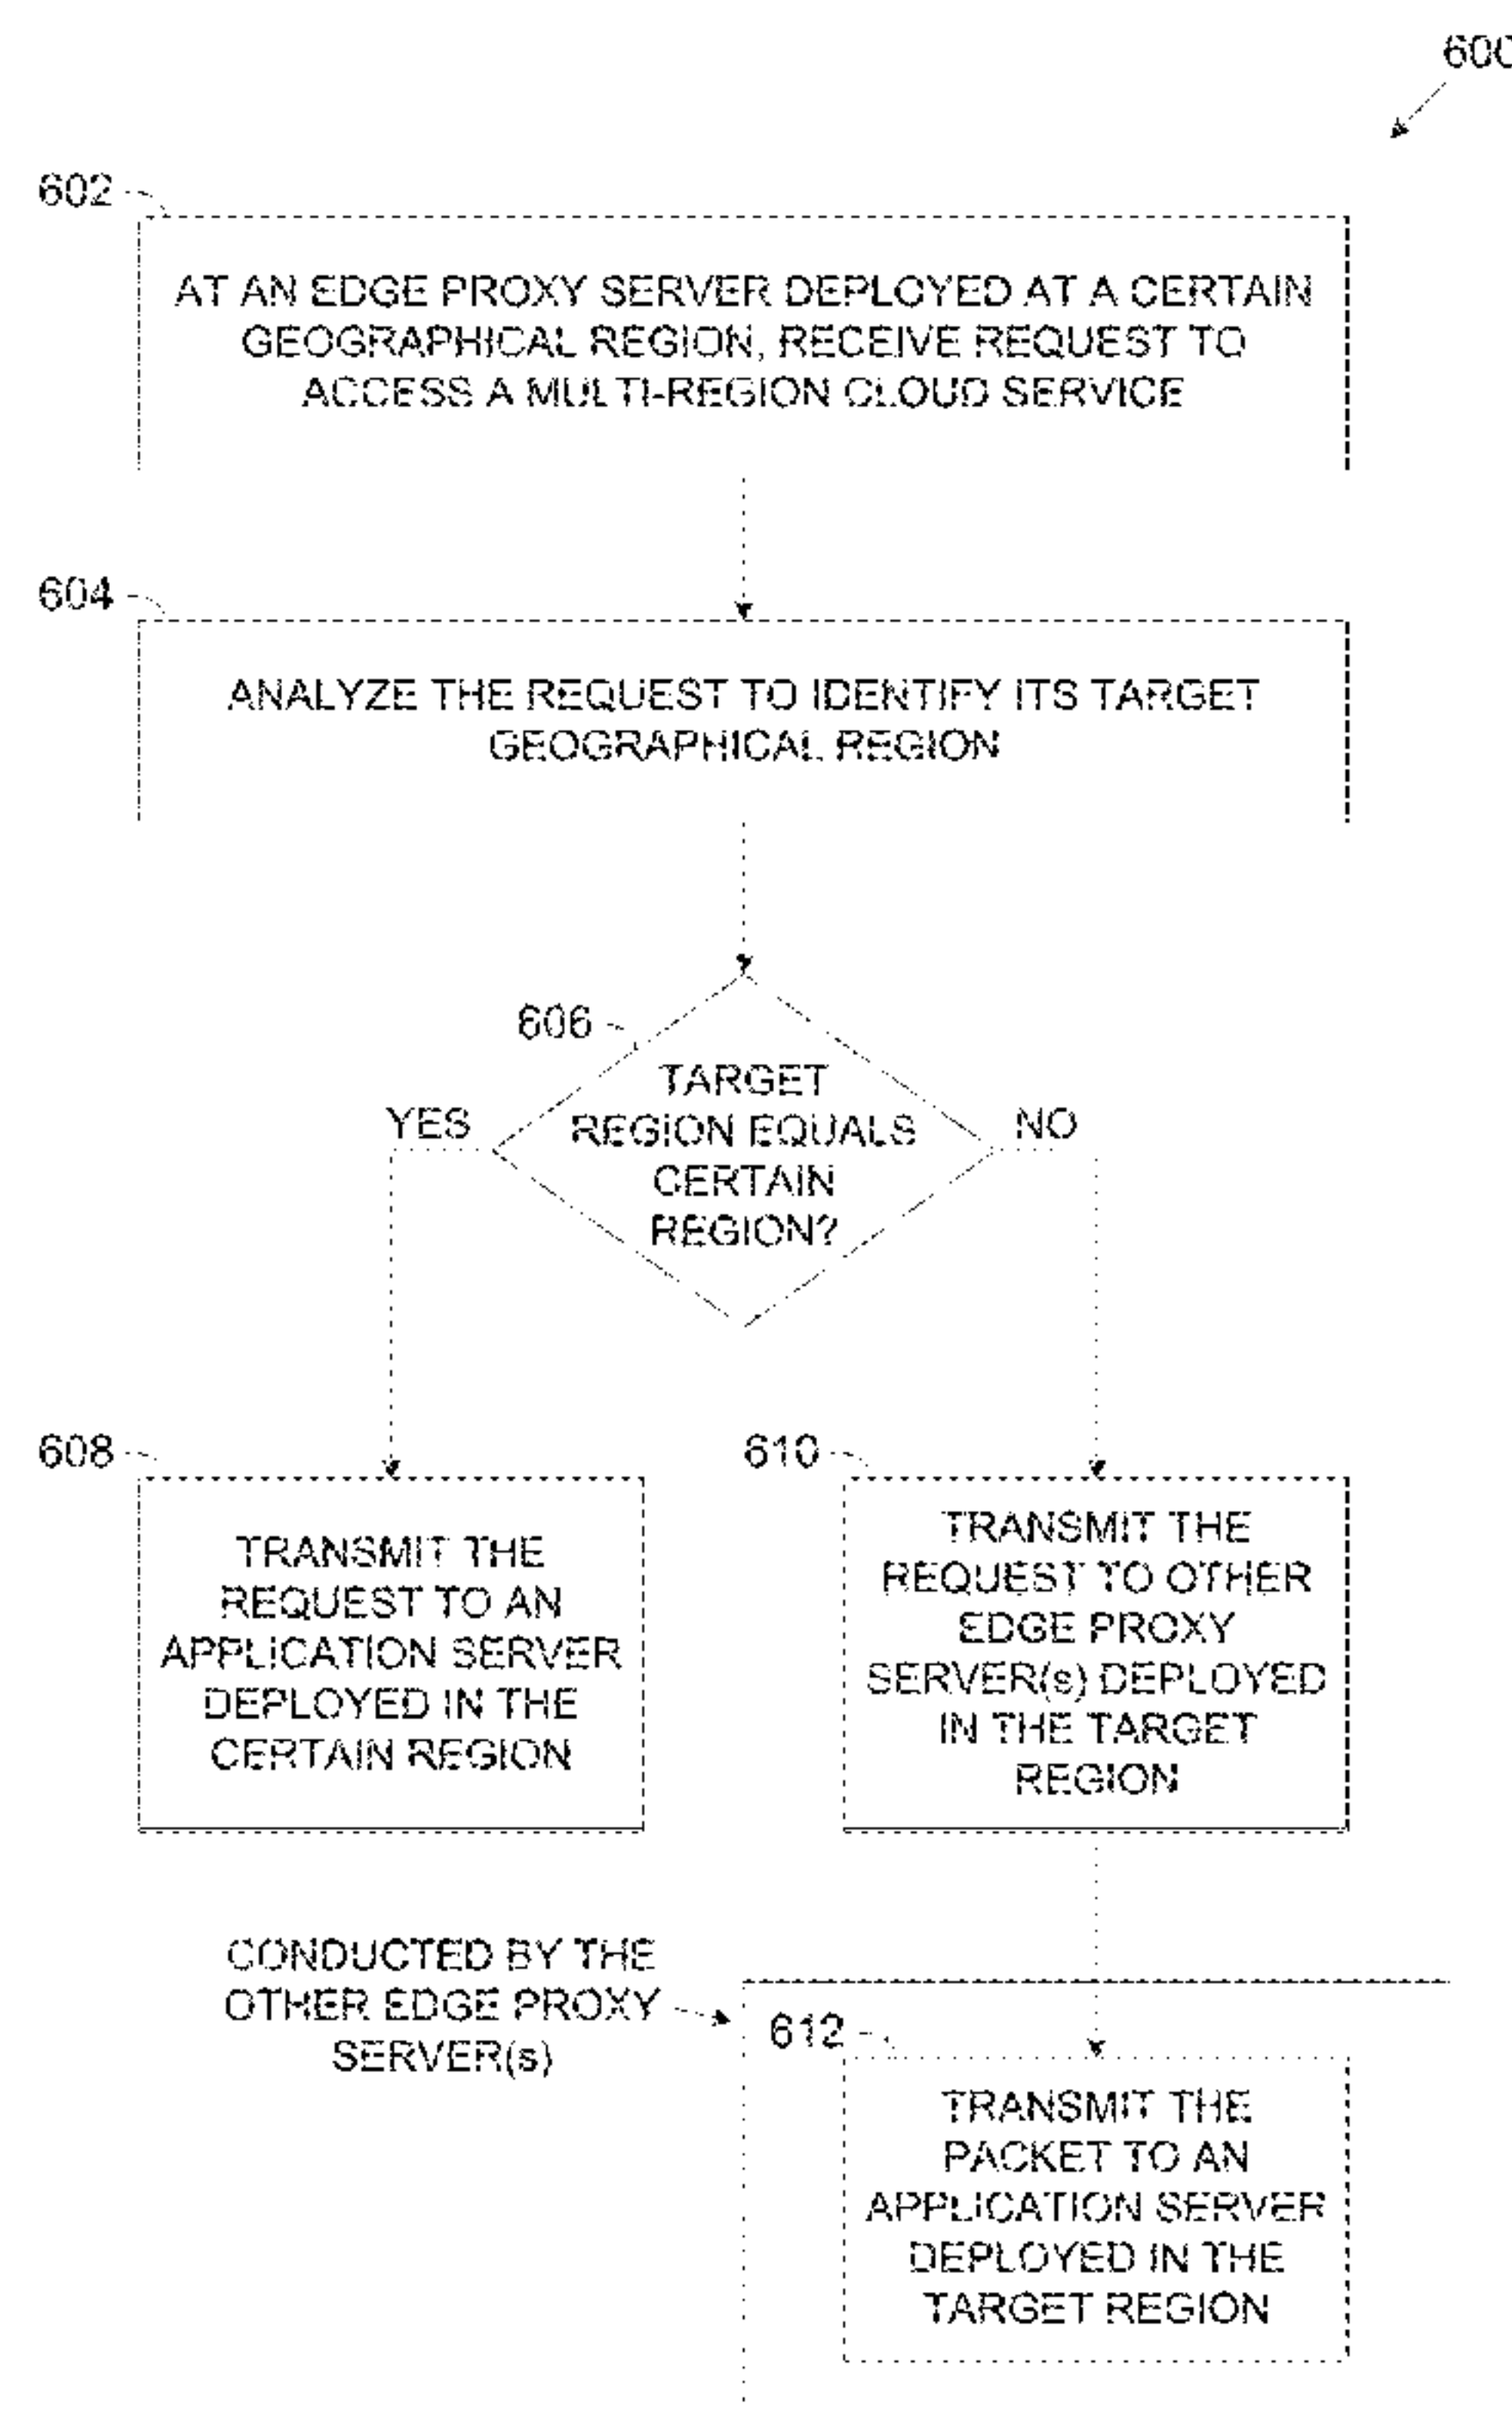 600
602
AT AN EDGE PROXY SERVER DEPLOYED AT A CERTAIN
GEOGRAPHICAL REGION, RECEIVE REQUEST TO
ACCESS A MULTI-REGION CLOUD SERVICE
604
ANALYZE THE REQUEST TO IDENTIFY ITS TARGET
GEOGRAPHICAL REGION
606
TARGET
REGION EQUALS
CERTAIN
REGION?
YES
NO
608
TRANSMIT THE
REQUEST TO AN
APPLICATION SERVER
DEPLOYED IN THE
CERTAIN REGION
610
TRANSMIT THE
REQUEST TO OTHER
EDGE PROXY
SERVER(s) DEPLOYED
IN THE TARGET
REGION
CONDUCTED BY THE
OTHER EDGE PROXY
SERVER(s)
612
TRANSMIT THE
PACKET TO AN
APPLICATION SERVER
DEPLOYED IN THE
TARGET REGION